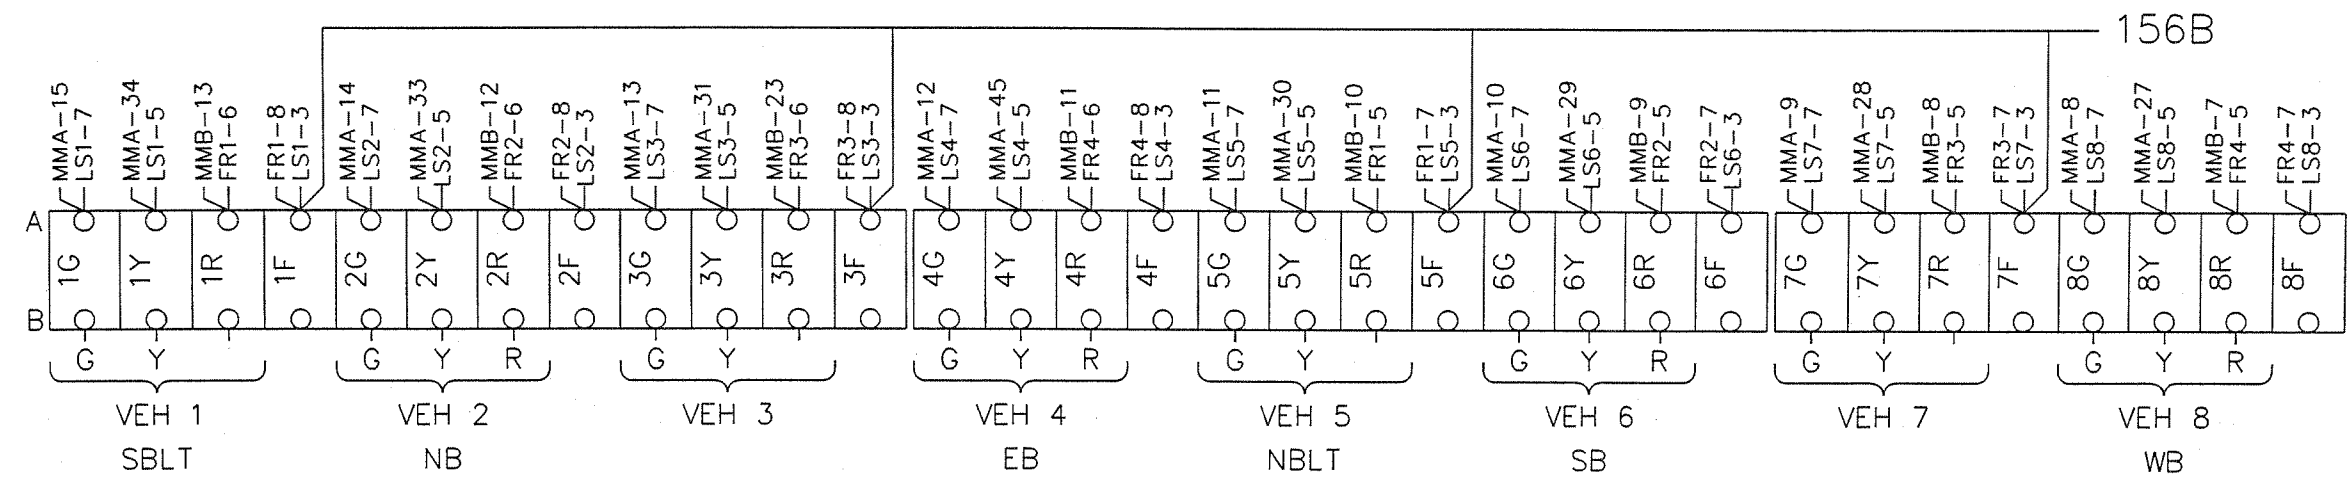 156B
MMA-15
LS1-7
MMA-34
LS1-5
MMB-13
FR1-6
FR1-8
LS1-3
MMA-14
LS2-7
MMA-33
LS2-5
MMB-12
FR2-6
FR2-8
LS2-3
MMA-13
LS3-7
MMA-31
LS3-5
MMB-23
FR3-6
FR3-8
LS3-3
MMA-12
LS4-7
MMA-45
LS4-5
MMB-11
FR4-6
FR4-8
LS4-3
MMA-11
LS5-7
MMA-30
LS5-5
MMB-10
FR1-5
FR1-7
LS5-3
MMA-10
LS6-7
MMA-29
LS6-5
MMB-9
FR2-5
FR2-7
LS6-3
MMA-9
LS7-7
MMA-28
LS7-5
MMB-8
FR3-5
FR3-7
LS7-3
MMA-8
LS8-7
MMA-27
LS8-5
MMB-7
FR4-5
FR4-7
LS8-3
A
1G 1Y 1R 1F 2G 2Y 2R 2F 3G 3Y 3R 3F 4G 4Y 4R 4F 5G 5Y 5R 5F 6G 6Y 6R 6F 7G 7Y 7R 7F 8G 8Y 8R 8F
B
G Y G Y R G Y G Y R G Y G Y R G Y G Y R
VEH 1 VEH 2 VEH 3 VEH 4 VEH 5 VEH 6 VEH 7 VEH 8
SBLT NB EB NBLT SB WB